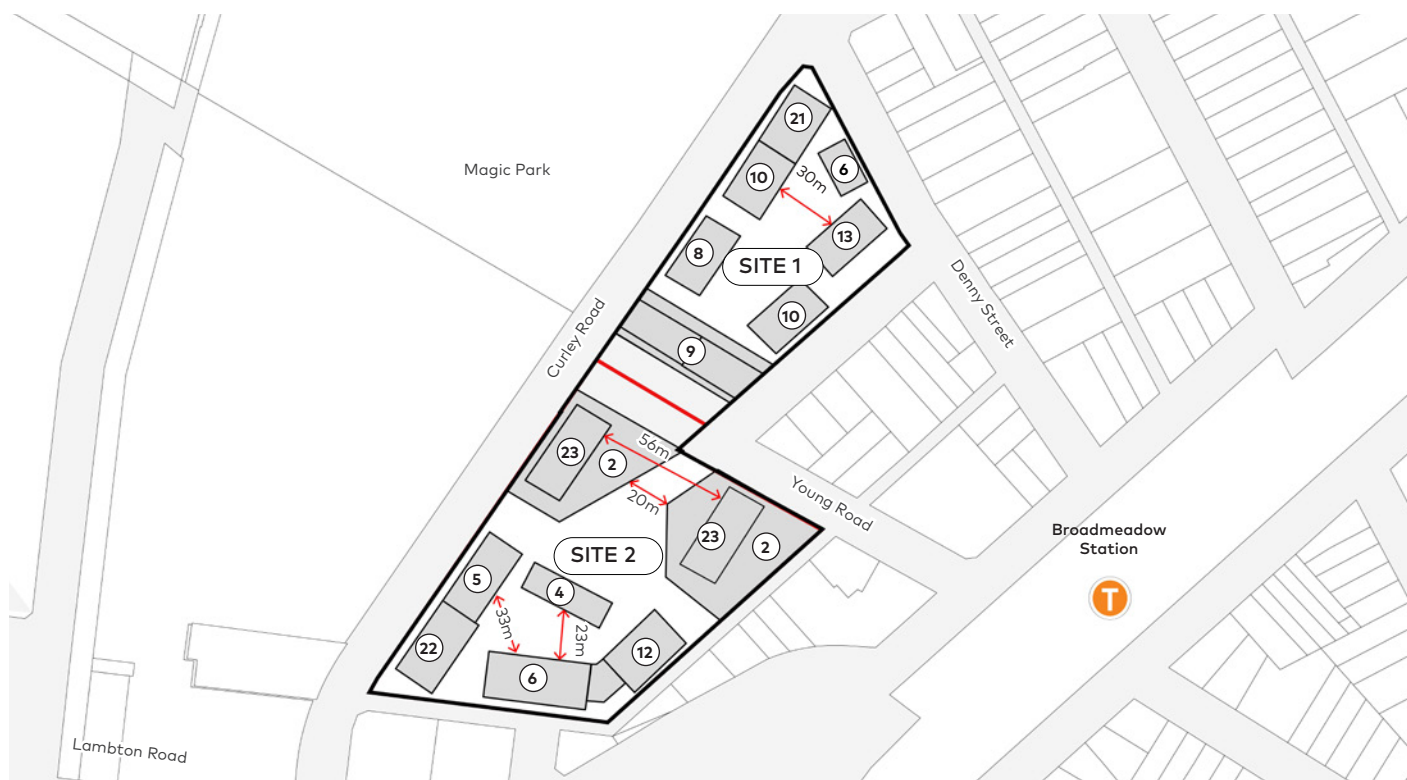 21
Magic Park
10
6
30m
13
8
SITE 1
Denny Street
10
Curley Road
9
23
2
56m
20m
Young Road
23
2
Broadmeadow
Station
SITE 2
T
5
4
33m
23m
22
12
6
Lambton Road